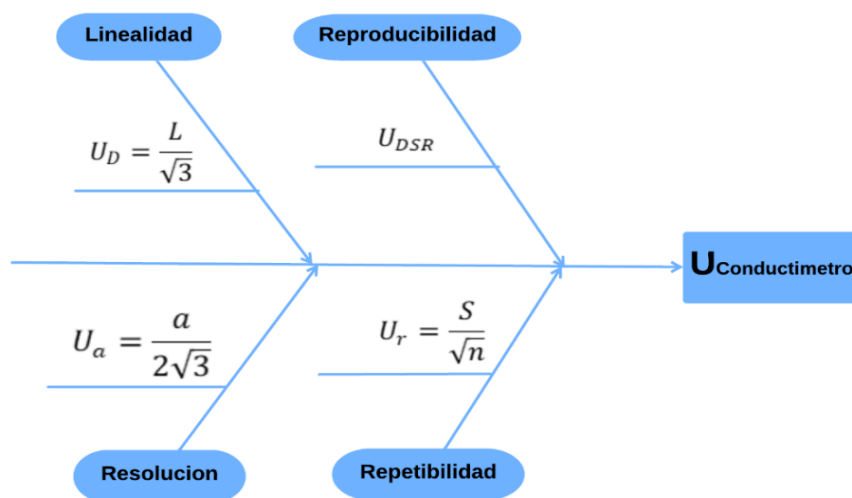 Linealidad
Reproducibilidad
U_D = L/√3
U_DSR
U_Conductimetro
U_a = a/2√3
U_r = S/√n
Resolucion
Repetibilidad